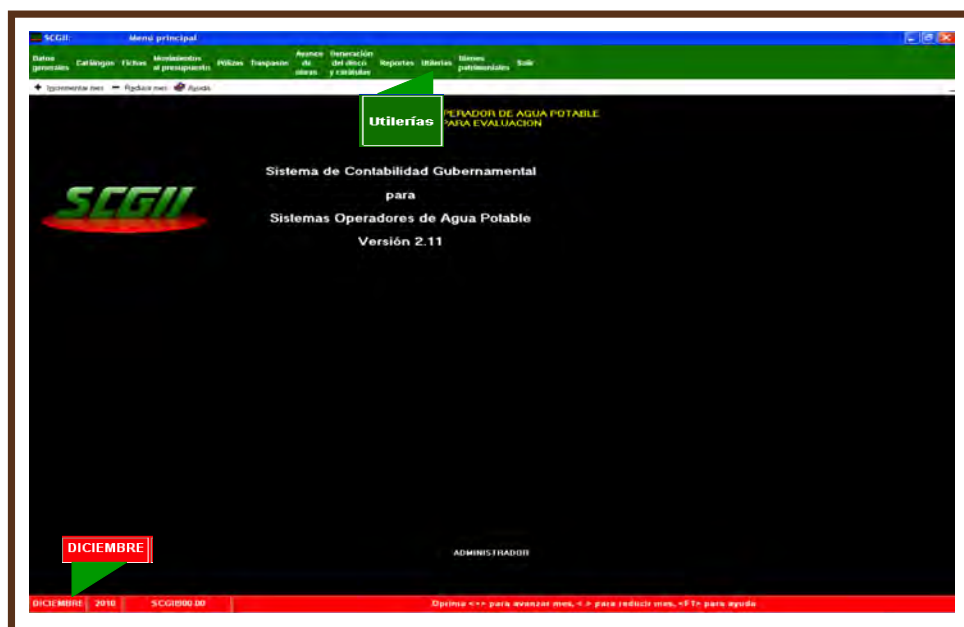 SCGII: Menú principal
Datos generales Catálogos Fichas Movimientos al presupuesto Pólizas Traspasos Avance de obras Generación del disco y carátulas Reportes Utilerías Bienes patrimoniales Salir
+ Incrementar mes - Reducir mes Ayuda
Utilerías
PERADOR DE AGUA POTABLE
PARA EVALUACION
Sistema de Contabilidad Gubernamental
para
Sistemas Operadores de Agua Potable
Versión 2.11
SCGII
ADMINISTRADOR
DICIEMBRE
DICIEMBRE 2010 SCGIIB00.00 Oprima <+> para avanzar mes, <-> para reducir mes, <F1> para ayuda